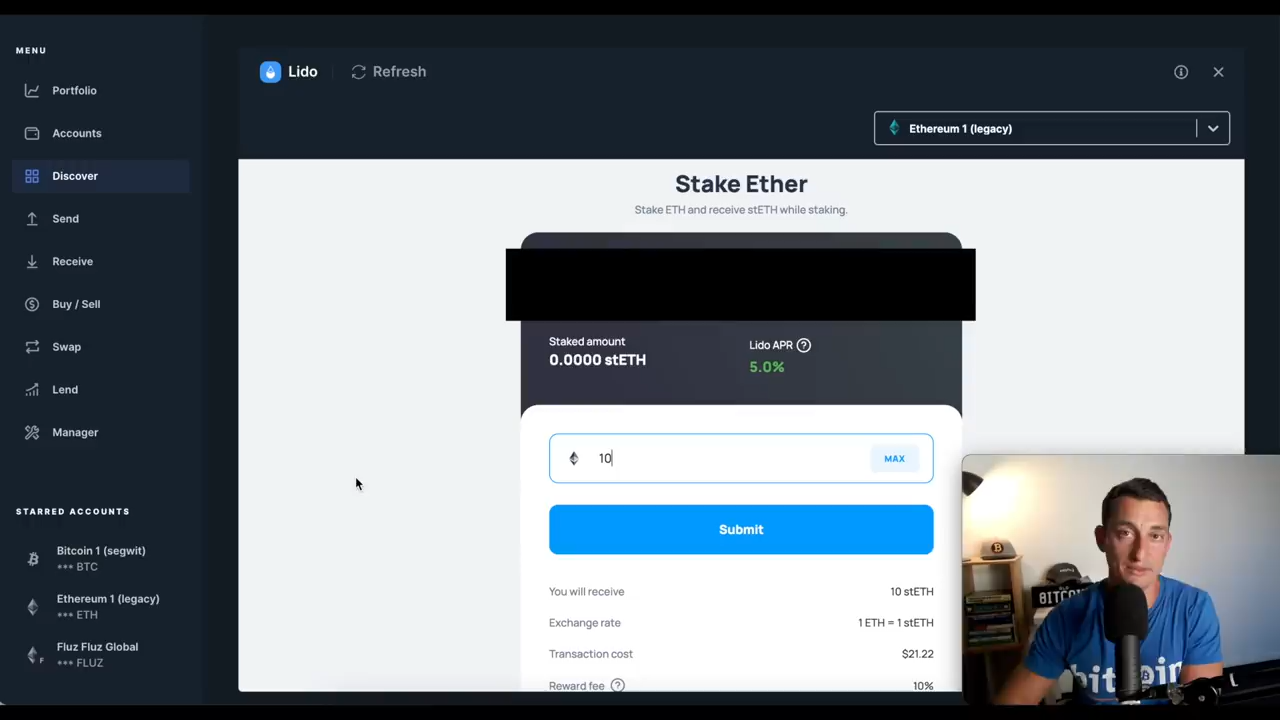 MENU
Portfolio
Accounts
Discover
Send
Receive
Buy / Sell
Swap
Lend
Manager
STARRED ACCOUNTS
Bitcoin 1 (segwit)
*** BTC
Ethereum 1 (legacy)
*** ETH
Fluz Fluz Global
F
*** FLUZ
Lido
Refresh
Ethereum 1 (legacy)
Stake Ether
Stake ETH and receive stETH while staking.
Staked amount
0.0000 stETH
Lido APR ?
5.0%
10
MAX
Submit
You will receive
10 stETH
Exchange rate
1 ETH = 1 stETH
Transaction cost
$21.22
Reward fee ?
10%
BITCO
bitcoin